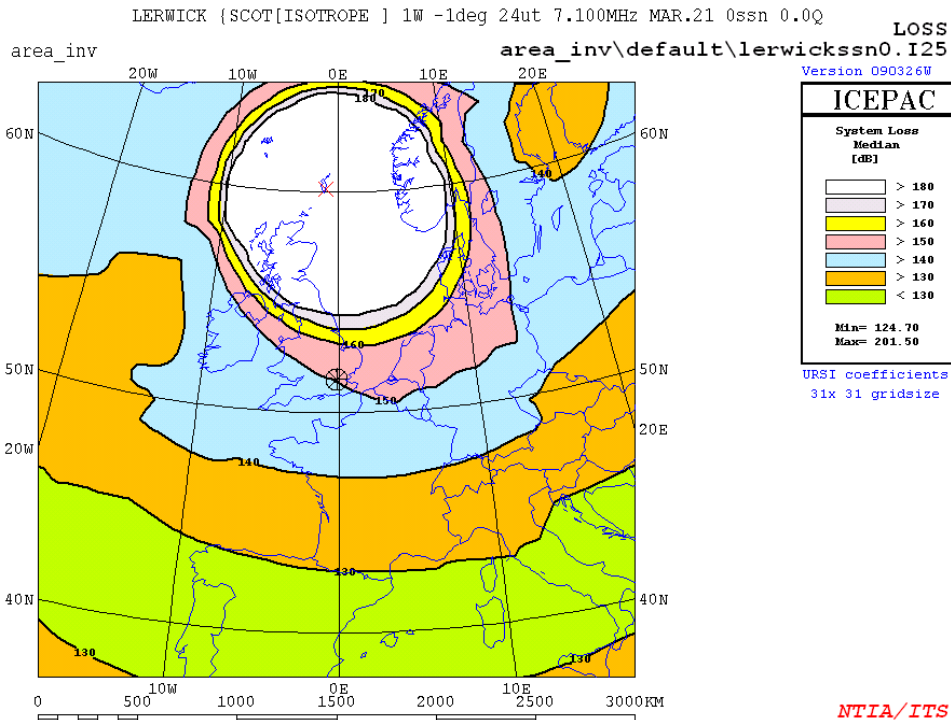 LERWICK {SCOT[ISOTROPE ] 1W -1deg 24ut 7.100MHz MAR.21 0ssn 0.0Q
LOSS
area_inv
area_inv\default\lerwickssn0.I25
Version 090326W
ICEPAC
System Loss
Median
[dB]
> 180
> 170
> 160
> 150
> 140
> 130
< 130
Min= 124.70
Max= 201.50
URSI coefficients
31x 31 gridsize
20W 10W 0E 10E 20E
170
180
60N 60N
140
160
50N 50N
150
20E
20W
140
130
40N 40N
130 130
10W 0E 10E
0 500 1000 1500 2000 2500 3000KM
NTIA/ITS